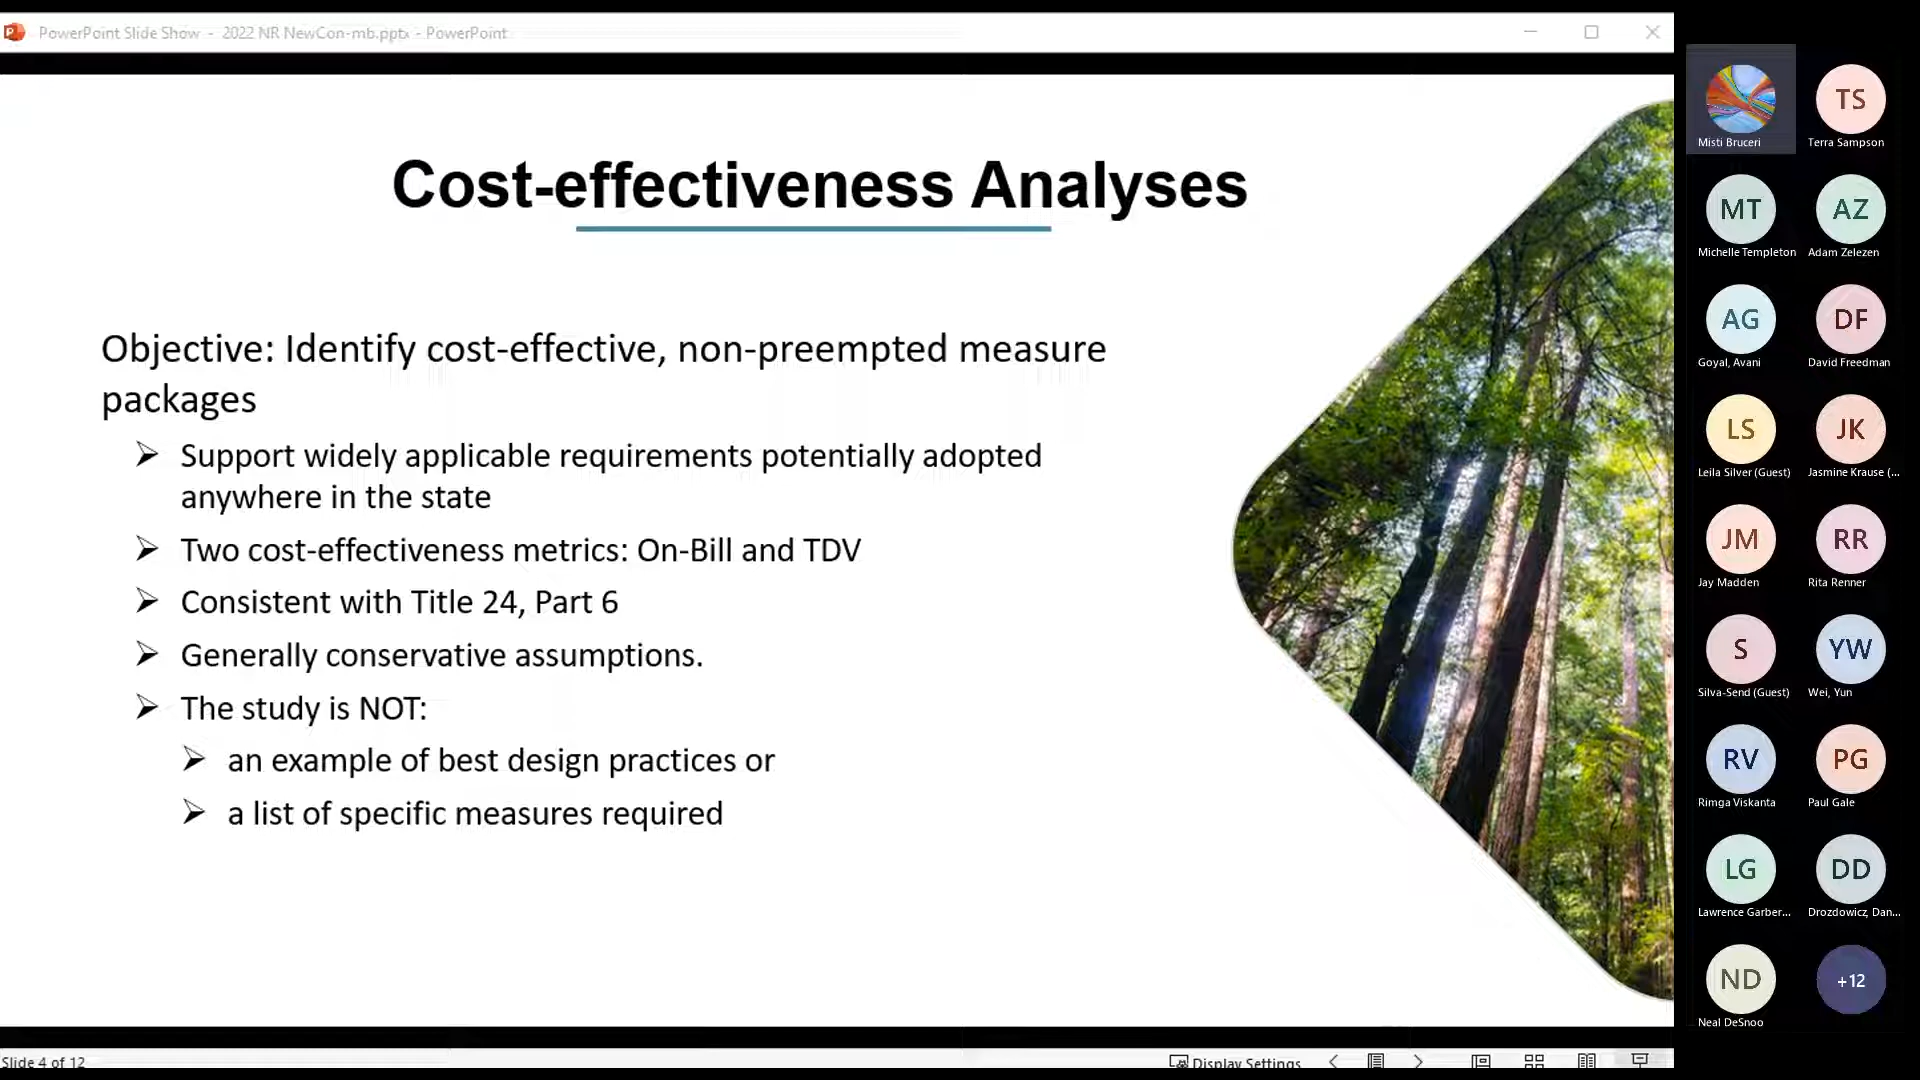 PowerPoint Slide Show - 2022 NR NewCon-mb.pptx - PowerPoint
Cost-effectiveness Analyses
Objective: Identify cost-effective, non-preempted measure
packages
Support widely applicable requirements potentially adopted
anywhere in the state
Two cost-effectiveness metrics: On-Bill and TDV
Consistent with Title 24, Part 6
Generally conservative assumptions.
The study is NOT:
an example of best design practices or
a list of specific measures required
Slide 4 of 12
Display Settings
Misti Bruceri
TS
Terra Sampson
MT
Michelle Templeton
AZ
Adam Zelezen
AG
Goyal, Avani
DF
David Freedman
LS
Leila Silver (Guest)
JK
Jasmine Krause (...
JM
Jay Madden
RR
Rita Renner
S
Silva-Send (Guest)
YW
Wei, Yun
RV
Rimga Viskanta
PG
Paul Gale
LG
Lawrence Garber...
DD
Drozdowicz, Dan...
ND
Neal DeSnoo
+12